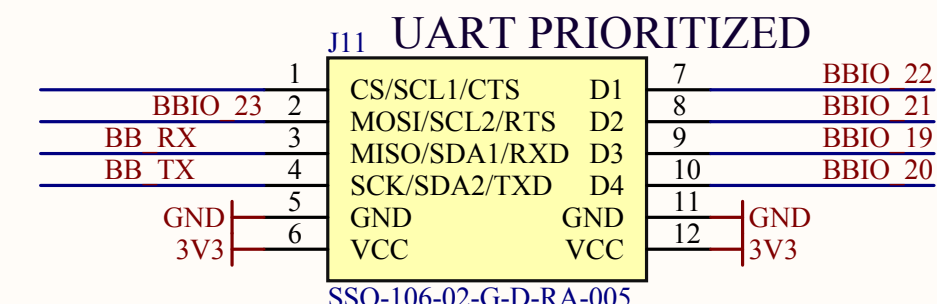 J11 UART PRIORITIZED
1 CS/SCL1/CTS D1 7 BBIO_22
BBIO_23 2 MOSI/SCL2/RTS D2 8 BBIO_21
BB_RX 3 MISO/SDA1/RXD D3 9 BBIO_19
BB_TX 4 SCK/SDA2/TXD D4 10 BBIO_20
GND 5 GND GND 11 GND
3V3 6 VCC VCC 12 3V3
SSQ-106-02-G-D-RA-005